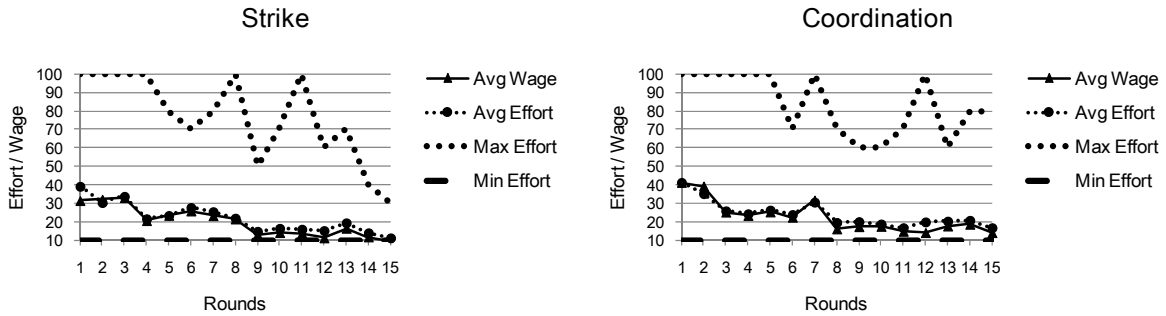 Strike
Effort / Wage
100
90
80
70
60
50
40
30
20
10
1 2 3 4 5 6 7 8 9 10 11 12 13 14 15
Rounds
Avg Wage
Avg Effort
Max Effort
Min Effort
Coordination
Effort / Wage
100
90
80
70
60
50
40
30
20
10
1 2 3 4 5 6 7 8 9 10 11 12 13 14 15
Rounds
Avg Wage
Avg Effort
Max Effort
Min Effort